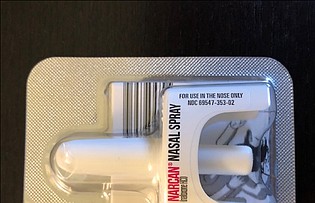 FOR USE IN THE NOSE ONLY
NDC 69547-353-02
NARCAN® NASAL SPRAY